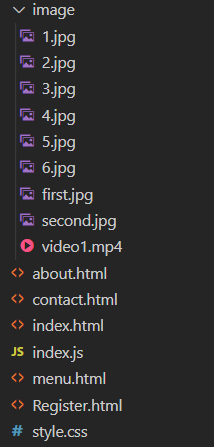 image
1.jpg
2.jpg
3.jpg
4.jpg
5.jpg
6.jpg
first.jpg
second.jpg
video1.mp4
<> about.html
<> contact.html
<> index.html
JS index.js
<> menu.html
<> Register.html
# style.css